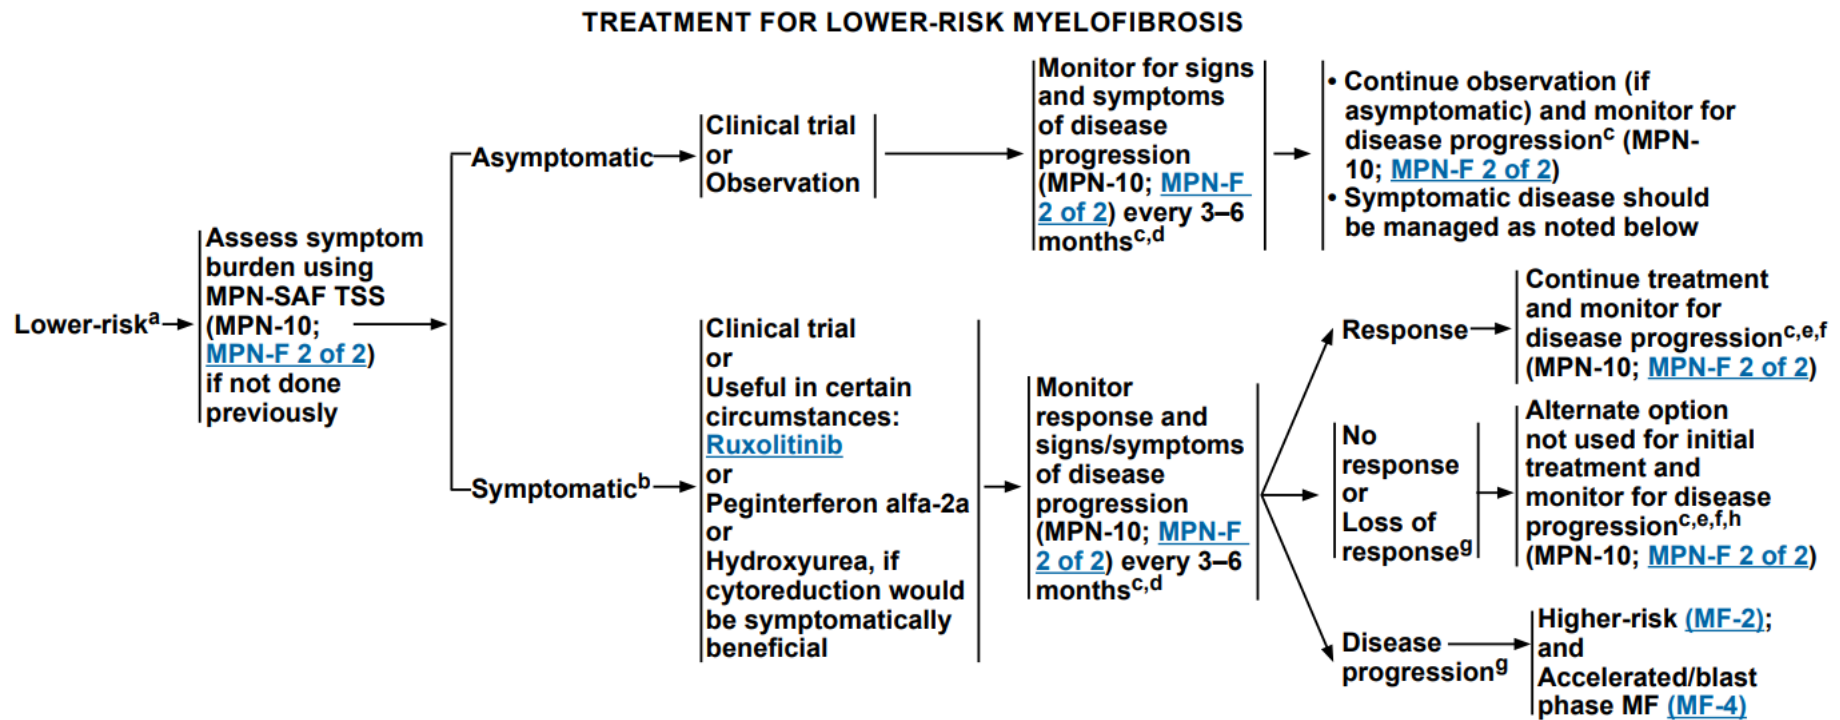 TREATMENT FOR LOWER-RISK MYELOFIBROSIS
Lower-riskᵃ
Assess symptom
burden using
MPN-SAF TSS
(MPN-10;
MPN-F 2 of 2)
if not done
previously
Asymptomatic
Clinical trial
or
Observation
Monitor for signs
and symptoms
of disease
progression
(MPN-10; MPN-F
2 of 2) every 3–6
monthsᶜ,ᵈ
• Continue observation (if
asymptomatic) and monitor for
disease progressionᶜ (MPN-
10; MPN-F 2 of 2)
• Symptomatic disease should
be managed as noted below
Symptomaticᵇ
Clinical trial
or
Useful in certain
circumstances:
Ruxolitinib
or
Peginterferon alfa-2a
or
Hydroxyurea, if
cytoreduction would
be symptomatically
beneficial
Monitor
response and
signs/symptoms
of disease
progression
(MPN-10; MPN-F
2 of 2) every 3–6
monthsᶜ,ᵈ
Response
Continue treatment
and monitor for
disease progressionᶜ,ᵉ,ᶠ
(MPN-10; MPN-F 2 of 2)
No
response
or
Loss of
responseᵍ
Alternate option
not used for initial
treatment and
monitor for disease
progressionᶜ,ᵉ,ᶠ,ʰ
(MPN-10; MPN-F 2 of 2)
Disease
progressionᵍ
Higher-risk (MF-2);
and
Accelerated/blast
phase MF (MF-4)